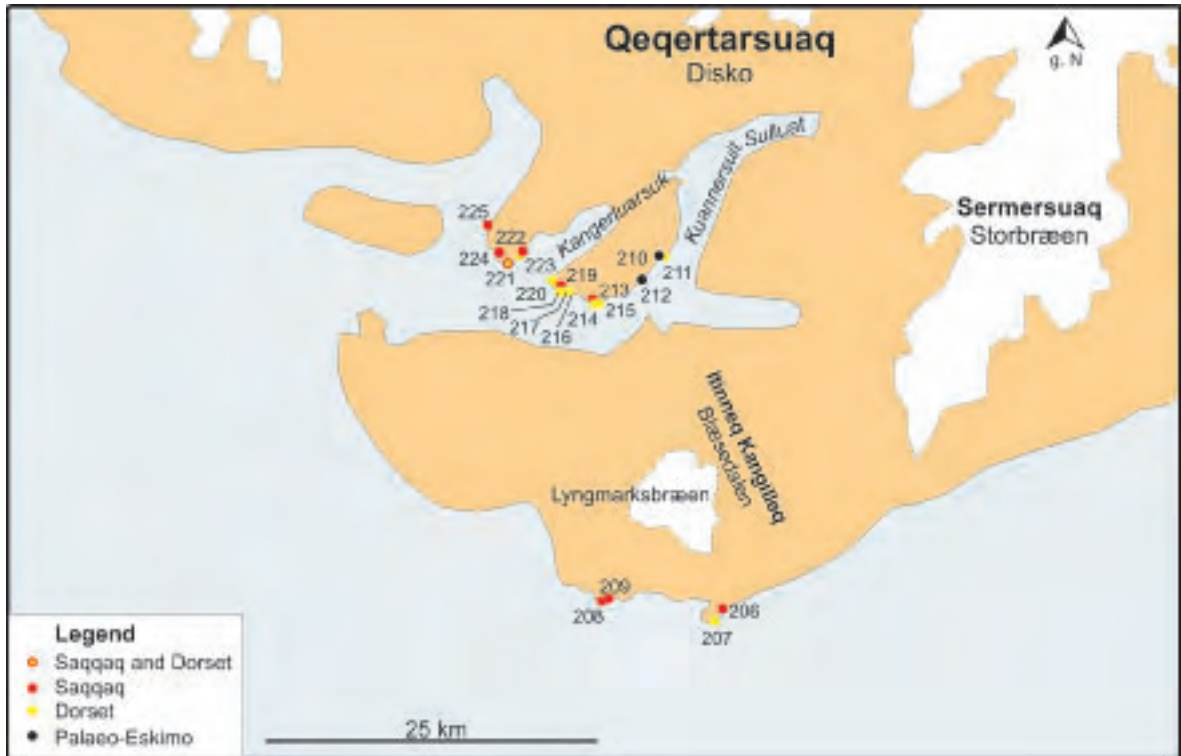 Qeqertarsuaq
Disko
g. N
Kuannersuit Sulluat
Kangerluarsuk
Sermersuaq
Storbræen
225
222
224
221
223
219
210
211
220
213
212
218
215
217
214
216
Itinneq Kangilleq
Blæsedalen
Lyngmarksbræen
209
208
206
207
Legend
Saqqaq and Dorset
Saqqaq
Dorset
Palaeo-Eskimo
25 km